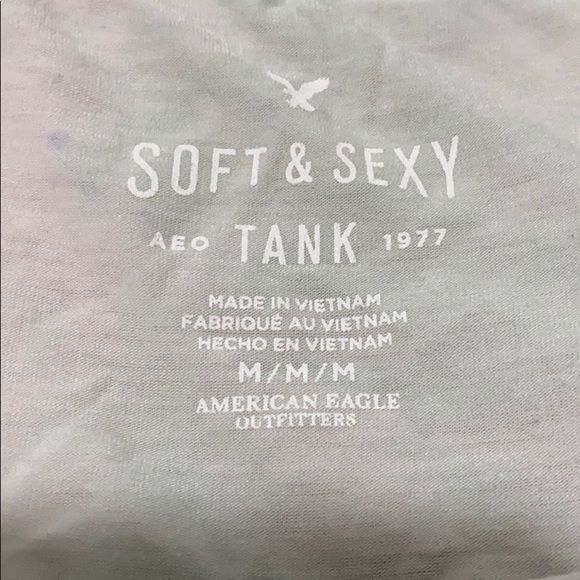 SOFT & SEXY
AEO TANK 1977
MADE IN VIETNAM
FABRIQUÉ AU VIETNAM
HECHO EN VIETNAM
M/M/M
AMERICAN EAGLE
OUTFITTERS